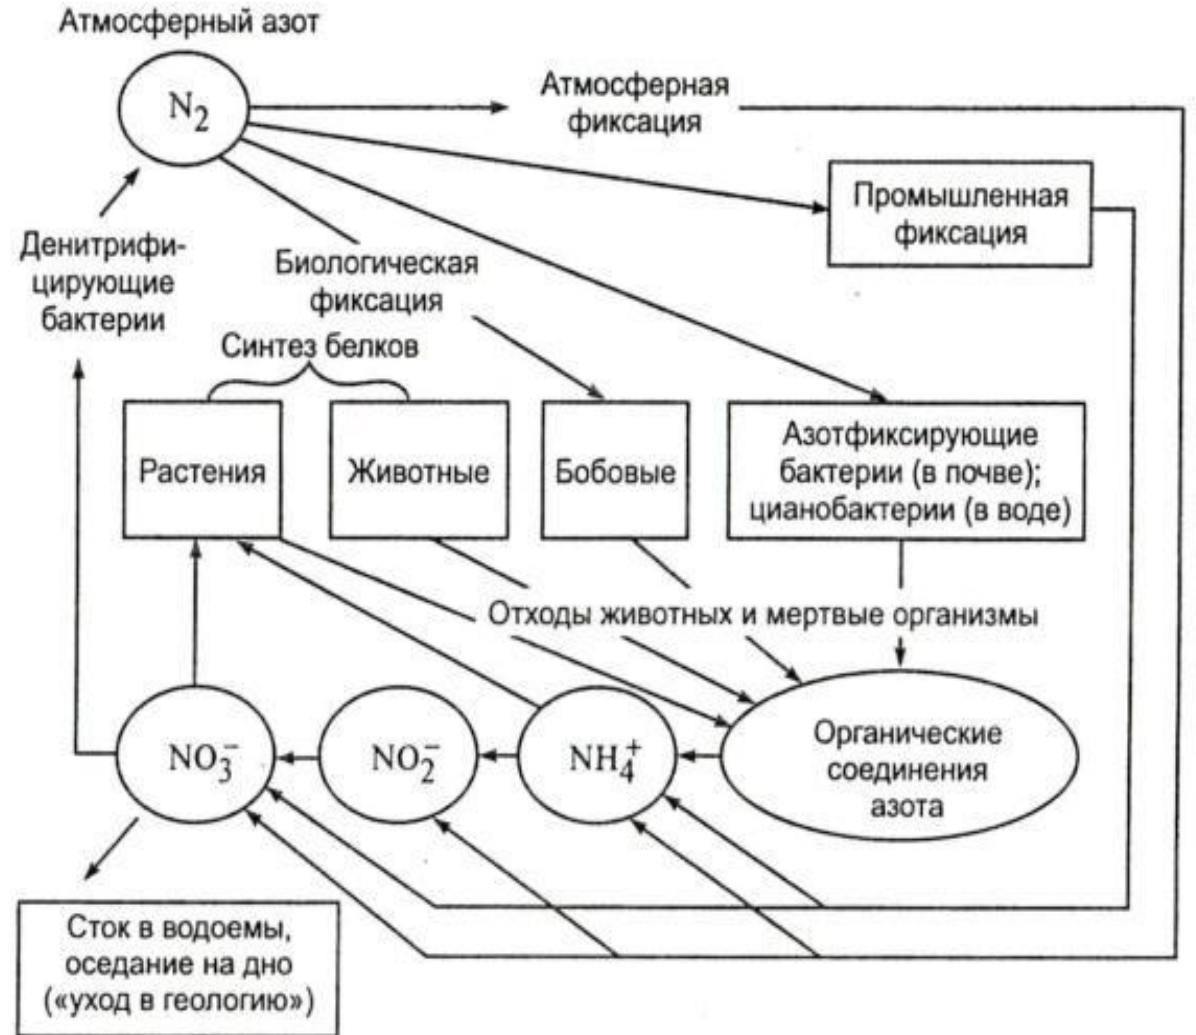 Атмосферный азот
N₂
Атмосферная
фиксация
Промышленная
фиксация
Денитрифи-
цирующие
бактерии
Биологическая
фиксация
Синтез белков
Растения
Животные
Бобовые
Азотфиксирующие
бактерии (в почве);
цианобактерии (в воде)
Отходы животных и мертвые организмы
NO₃⁻
NO₂⁻
NH₄⁺
Органические
соединения
азота
Сток в водоемы,
оседание на дно
(«уход в геологию»)